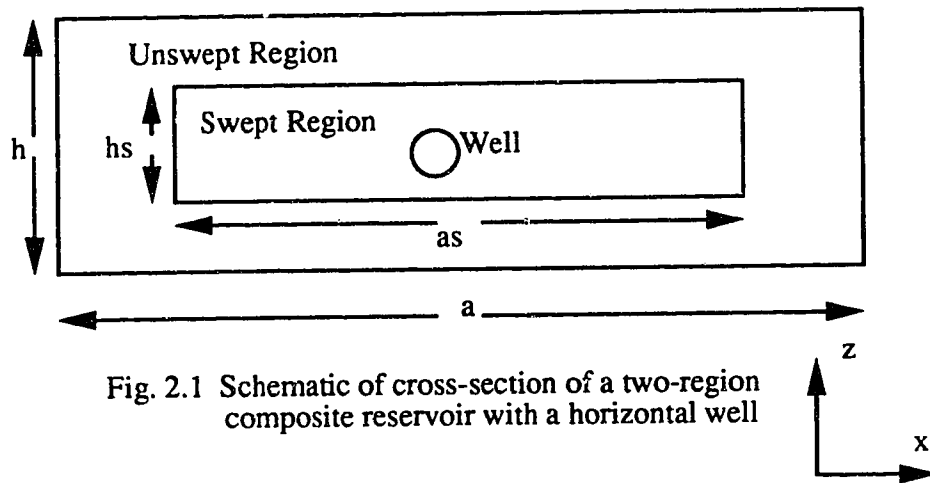 Unswept Region
Swept Region
Well
h
hs
as
a
z
Fig. 2.1 Schematic of cross-section of a two-region
composite reservoir with a horizontal well
x